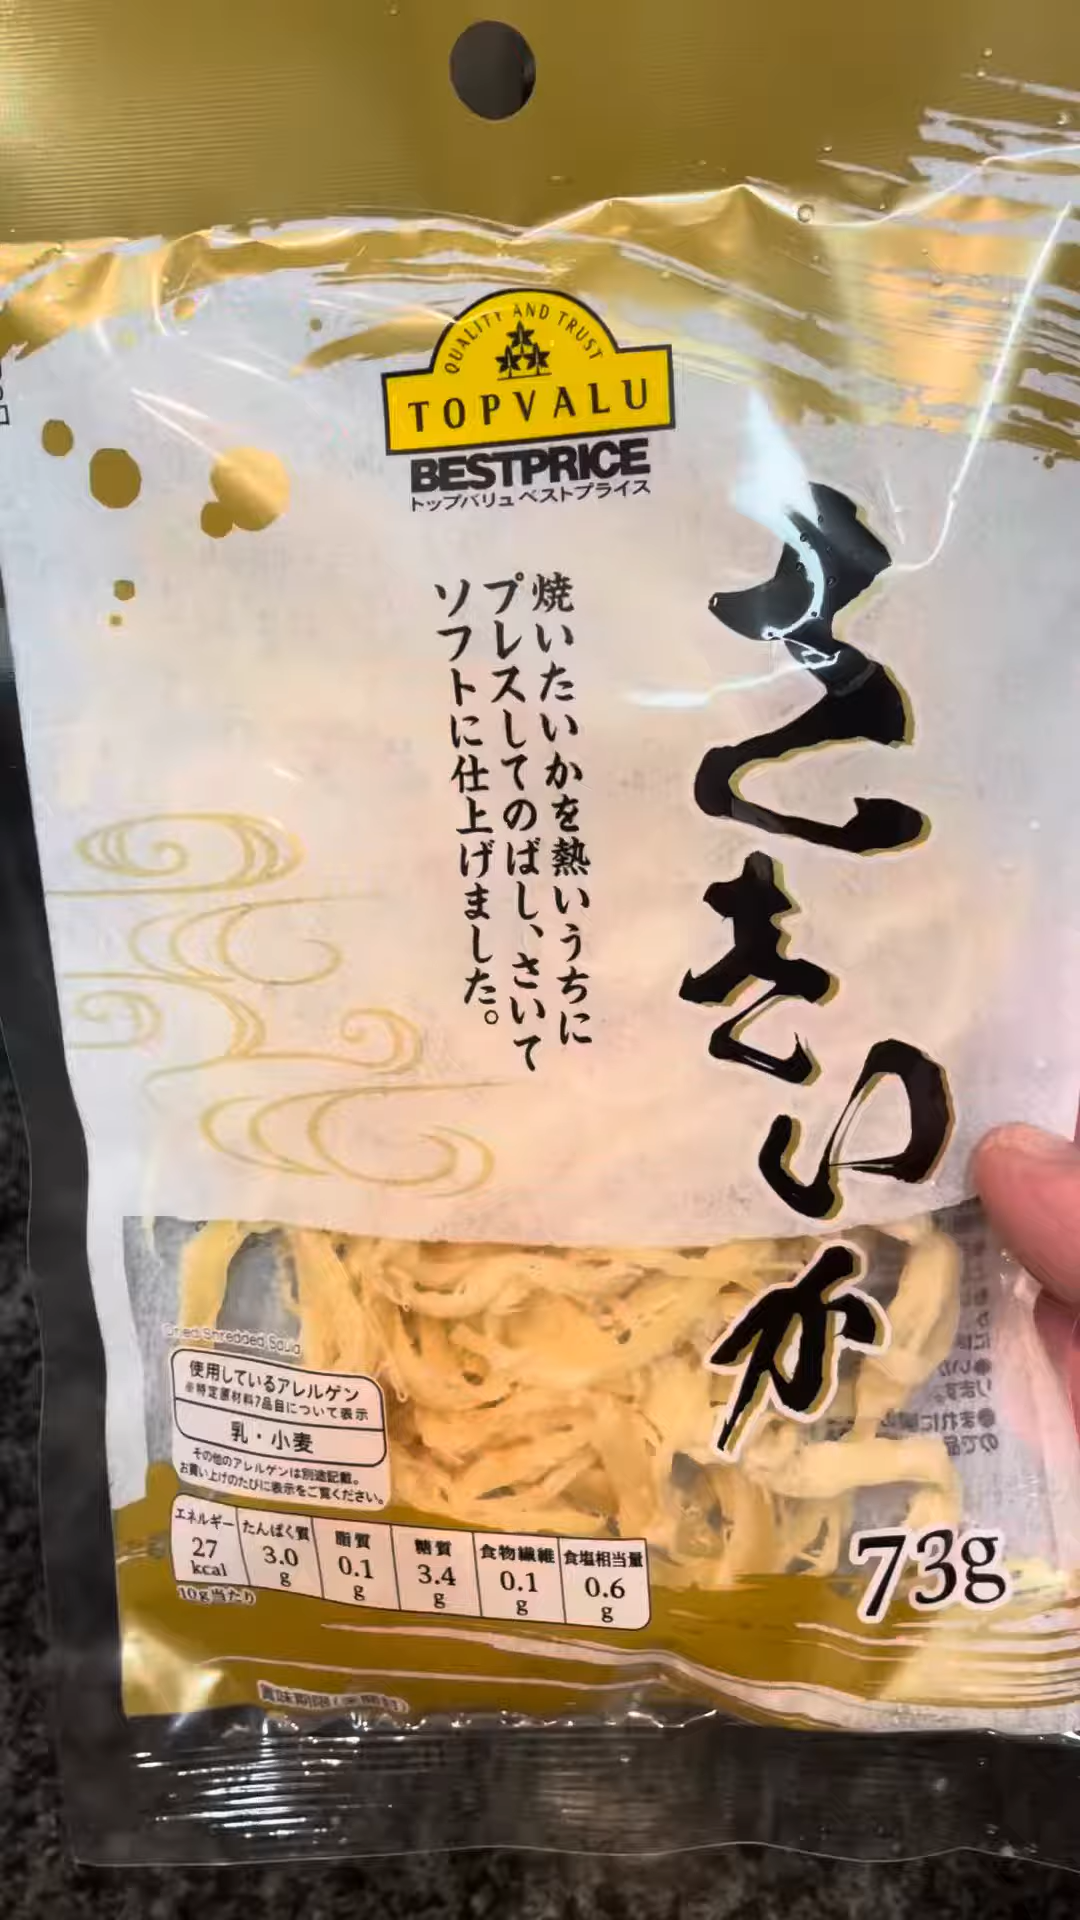 QUALITY AND TRUST
TOPVALU
BESTPRICE
トップバリュ ベストプライス
さきいか
焼いたいかを熱いうちに
プレスしてのばし、さいて
ソフトに仕上げました。
Dried Shredded Squid
使用しているアレルゲン
※特定原材料7品目について表示
乳・小麦
その他のアレルゲンは別途記載。
お買い上げのたびに表示をご覧ください。
エネルギー 27 kcal
たんぱく質 3.0 g
脂質 0.1 g
糖質 3.4 g
食物繊維 0.1 g
食塩相当量 0.6 g
10g当たり
73g
賞味期限(未開封)